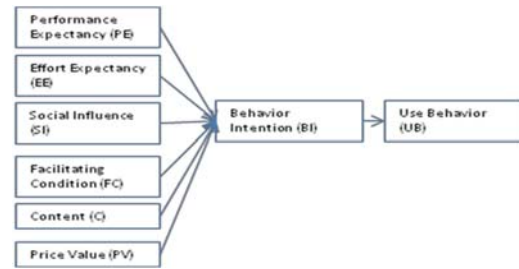 Performance
Expectancy (PE)
Effort Expectancy
(EE)
Social Influence
(SI)
Facilitating
Condition (FC)
Content (C)
Price Value (PV)
Behavior
Intention (BI)
Use Behavior
(UB)